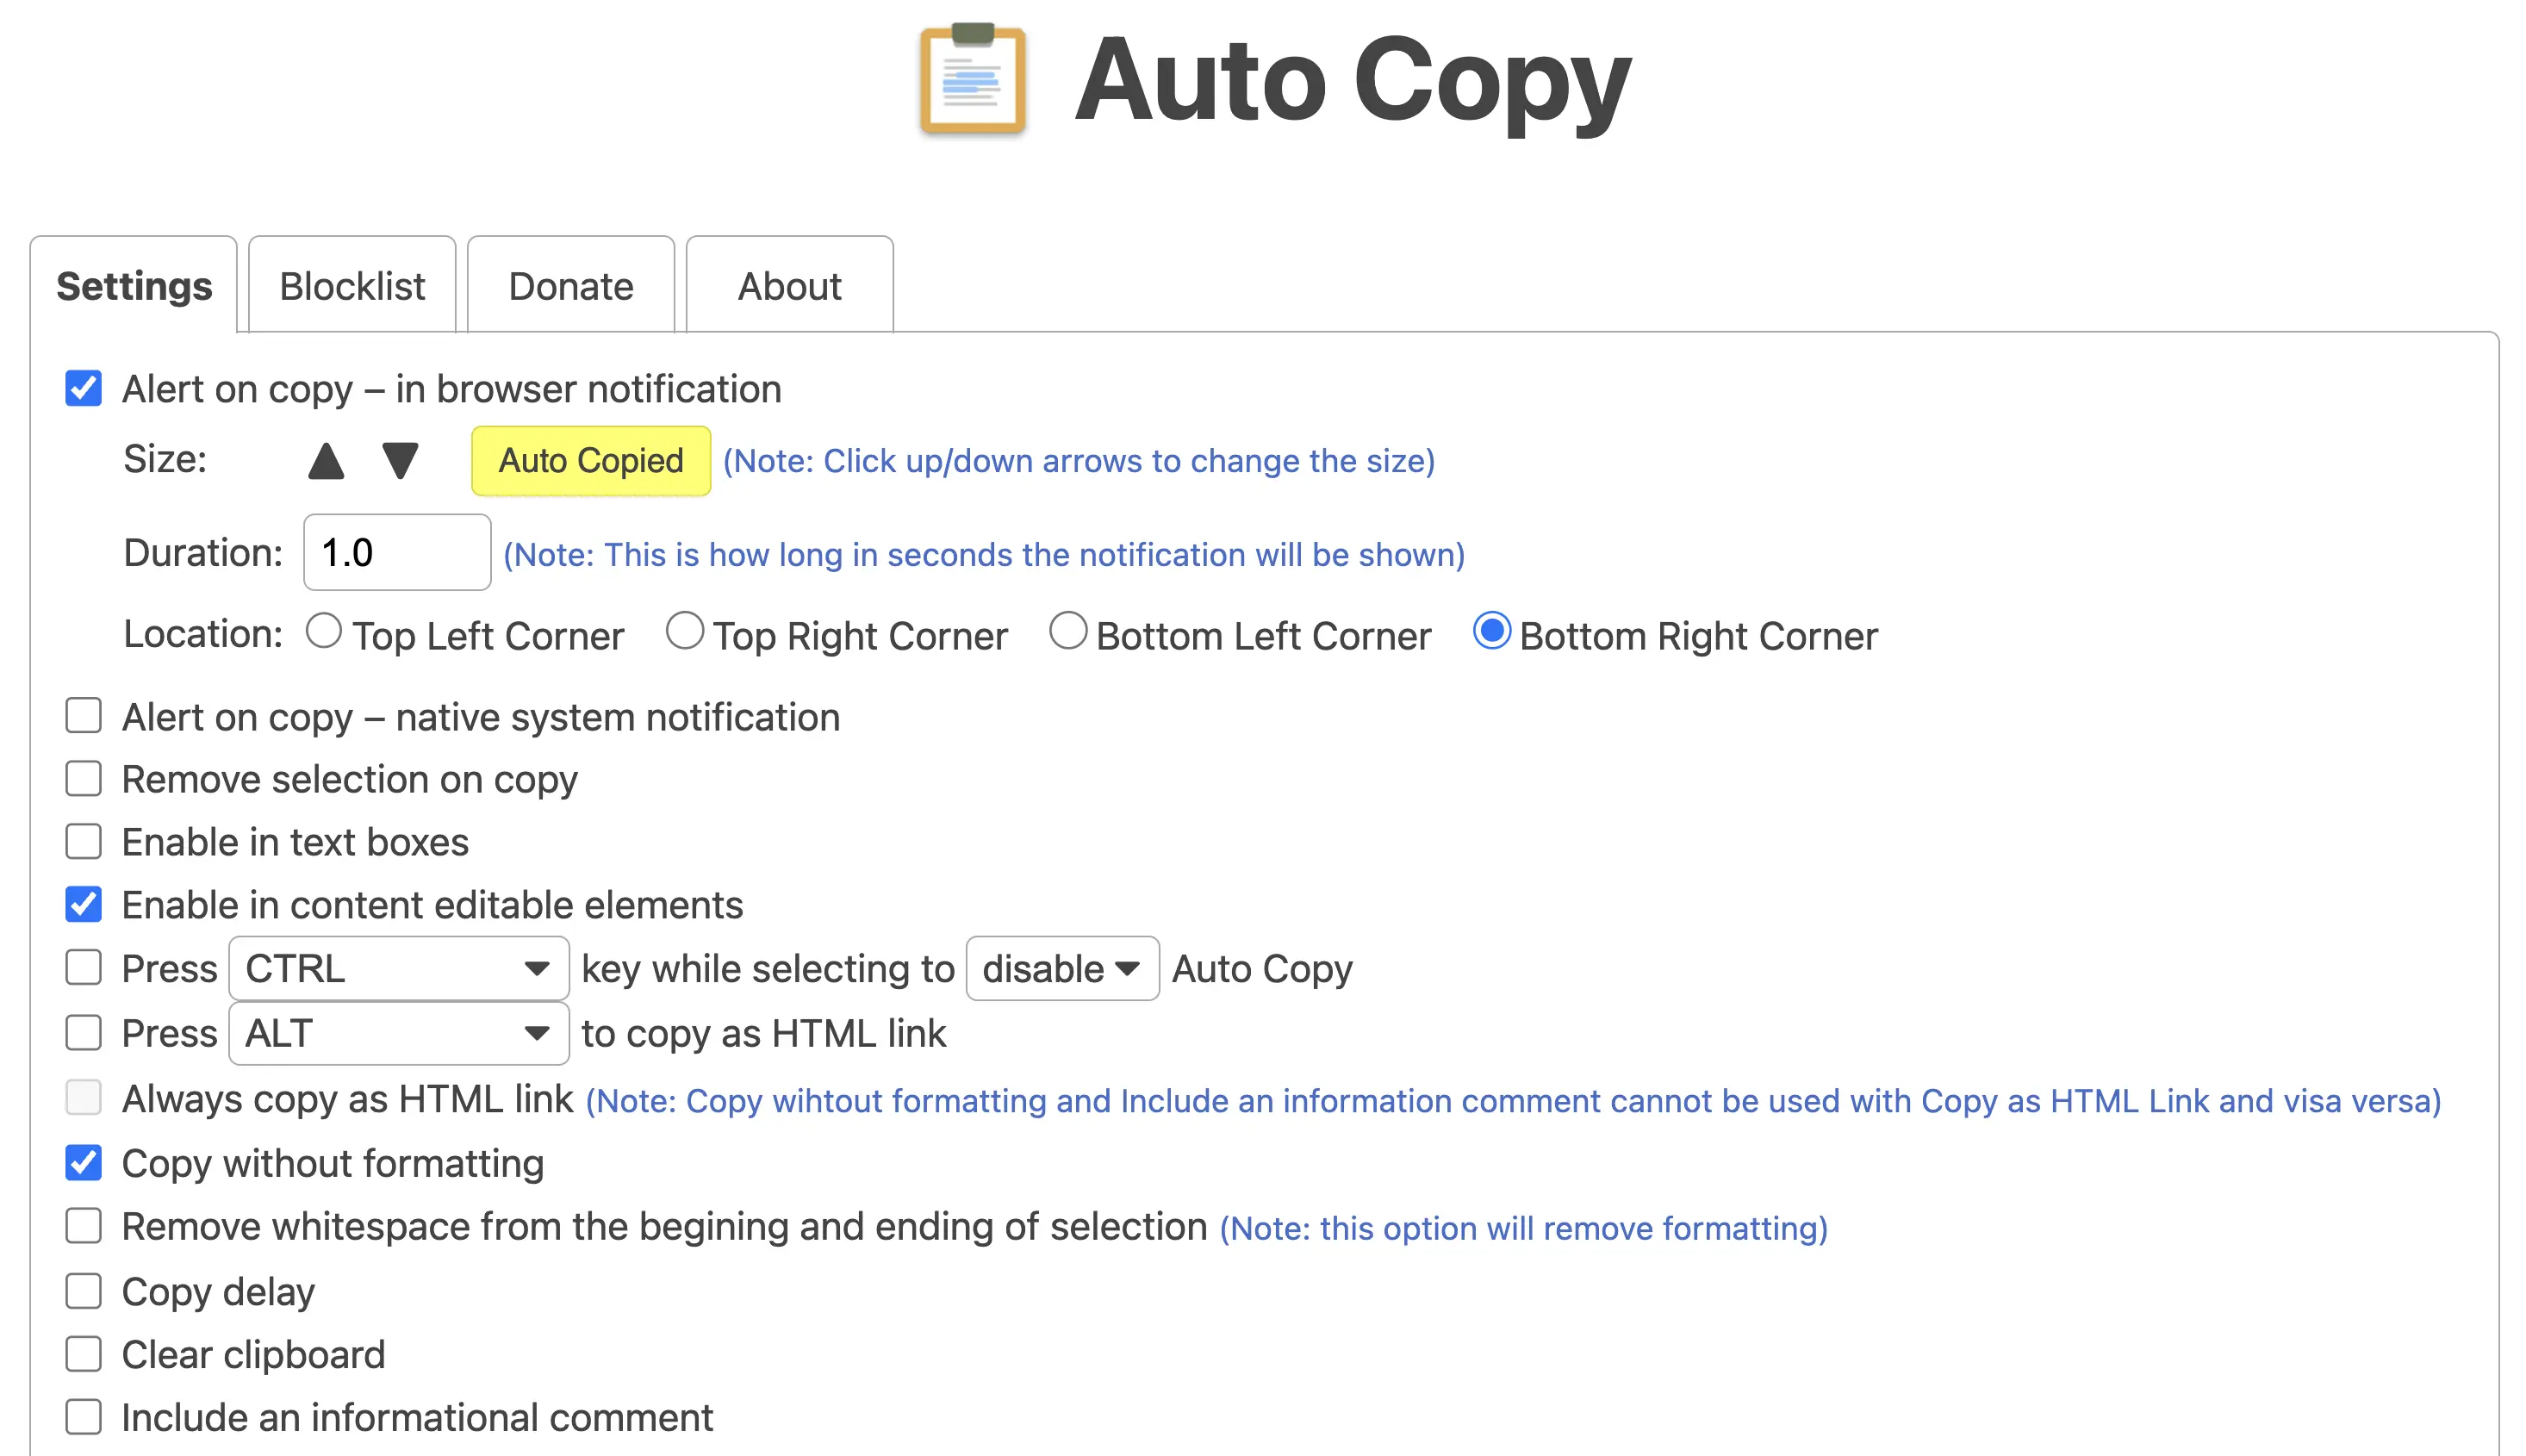 Auto Copy
Settings Blocklist Donate About
Alert on copy – in browser notification
Size: ▲ ▼ Auto Copied (Note: Click up/down arrows to change the size)
Duration: 1.0 (Note: This is how long in seconds the notification will be shown)
Location: Top Left Corner Top Right Corner Bottom Left Corner Bottom Right Corner
Alert on copy – native system notification
Remove selection on copy
Enable in text boxes
Enable in content editable elements
Press CTRL key while selecting to disable Auto Copy
Press ALT to copy as HTML link
Always copy as HTML link (Note: Copy wihtout formatting and Include an information comment cannot be used with Copy as HTML Link and visa versa)
Copy without formatting
Remove whitespace from the begining and ending of selection (Note: this option will remove formatting)
Copy delay
Clear clipboard
Include an informational comment